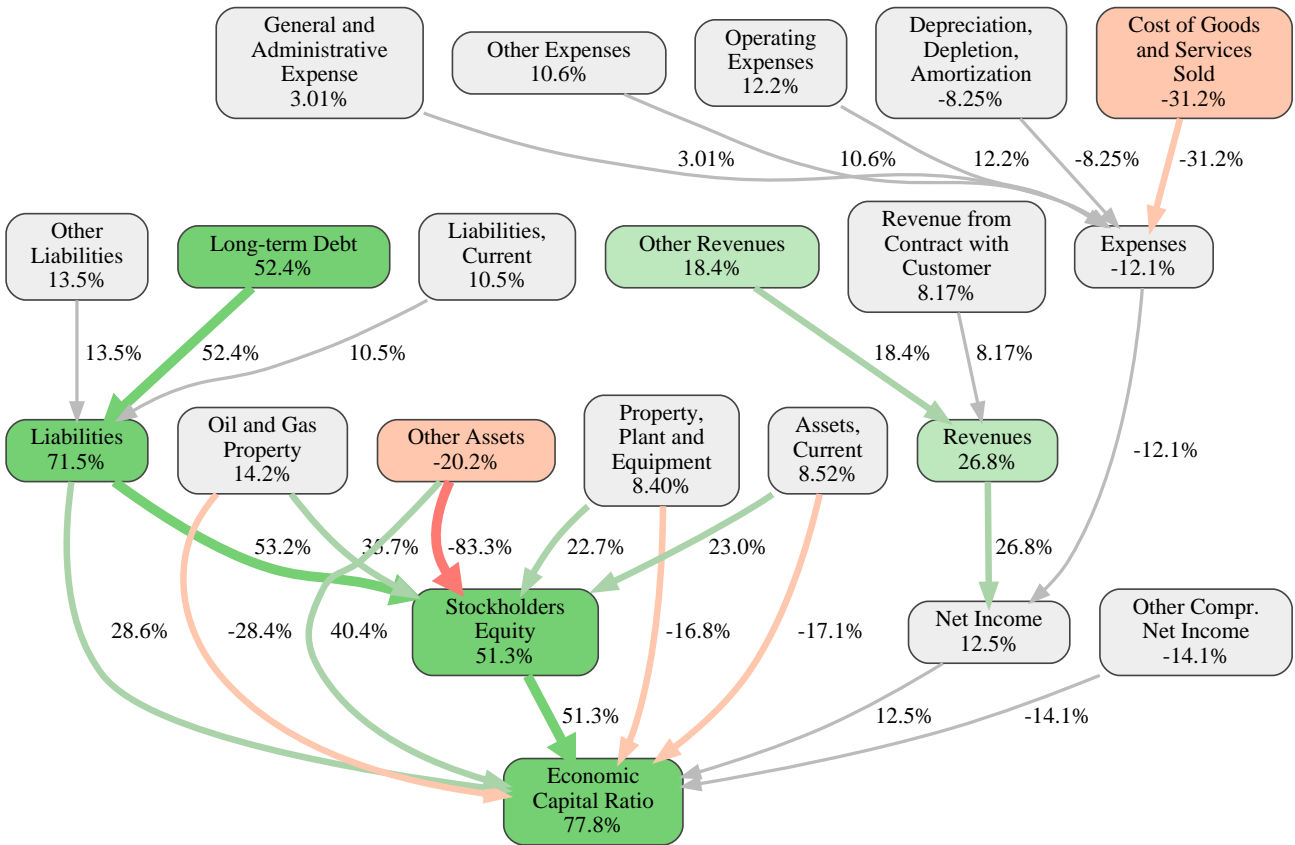 General and
Administrative
Expense
3.01%
Other Expenses
10.6%
Operating
Expenses
12.2%
Depreciation,
Depletion,
Amortization
-8.25%
Cost of Goods
and Services
Sold
-31.2%
3.01%
10.6%
12.2%
-8.25%
-31.2%
Other
Liabilities
13.5%
Long-term Debt
52.4%
Liabilities,
Current
10.5%
Other Revenues
18.4%
Revenue from
Contract with
Customer
8.17%
Expenses
-12.1%
13.5%
52.4%
10.5%
18.4%
8.17%
Liabilities
71.5%
Oil and Gas
Property
14.2%
Other Assets
-20.2%
Property,
Plant and
Equipment
8.40%
Assets,
Current
8.52%
Revenues
26.8%
-12.1%
53.2%
-83.3%
22.7%
23.0%
26.8%
Stockholders
Equity
51.3%
Net Income
12.5%
Other Compr.
Net Income
-14.1%
28.6%
-28.4%
40.4%
-16.8%
-17.1%
51.3%
12.5%
-14.1%
Economic
Capital Ratio
77.8%